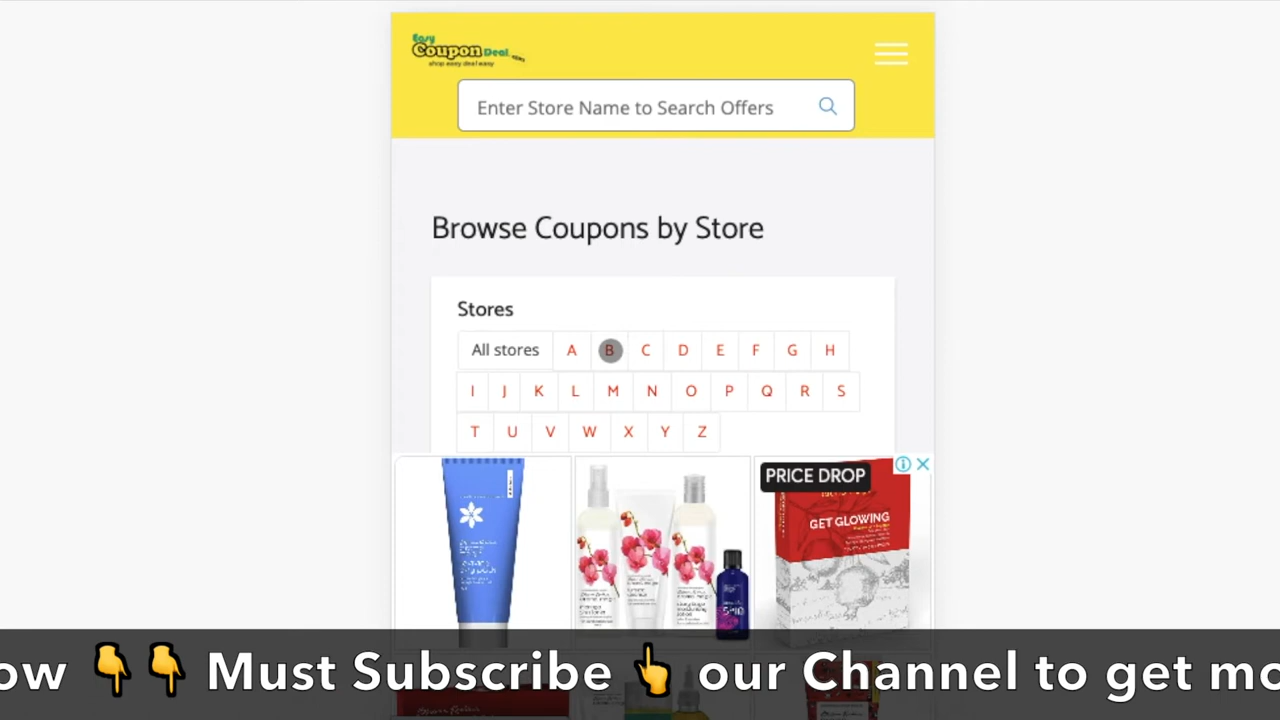 Easy
Coupon Deal .com
shop easy deal easy
Enter Store Name to Search Offers
Browse Coupons by Store
Stores
All stores A B C D E F G H
I J K L M N O P Q R S
T U V W X Y Z
PRICE DROP
GET GLOWING
ow 👇👇 Must Subscribe 👆 our Channel to get mo